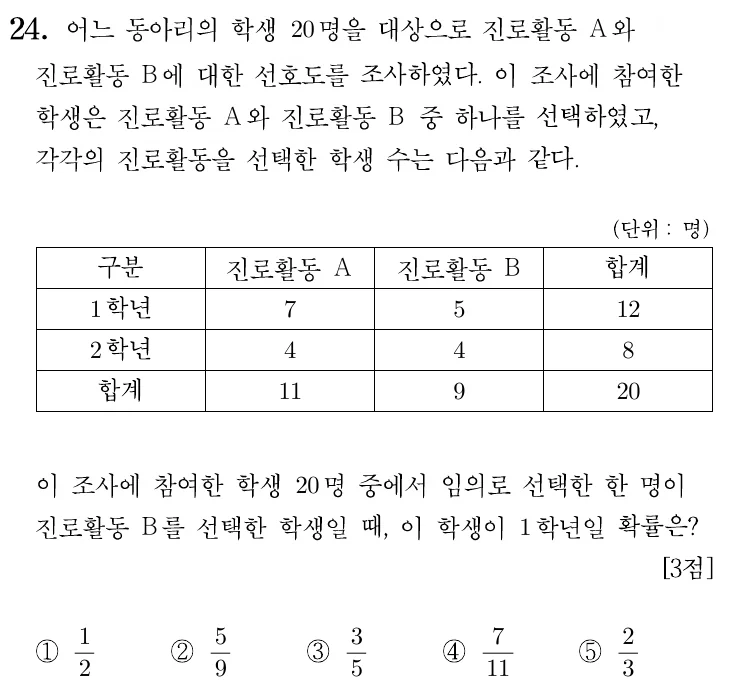 24. 어느 동아리의 학생 20명을 대상으로 진로활동 A와
진로활동 B에 대한 선호도를 조사하였다. 이 조사에 참여한
학생은 진로활동 A와 진로활동 B 중 하나를 선택하였고,
각각의 진로활동을 선택한 학생 수는 다음과 같다.
(단위 : 명)
구분 진로활동 A 진로활동 B 합계
1학년 7 5 12
2학년 4 4 8
합계 11 9 20
이 조사에 참여한 학생 20명 중에서 임의로 선택한 한 명이
진로활동 B를 선택한 학생일 때, 이 학생이 1학년일 확률은?
[3점]
① 1/2 ② 5/9 ③ 3/5 ④ 7/11 ⑤ 2/3